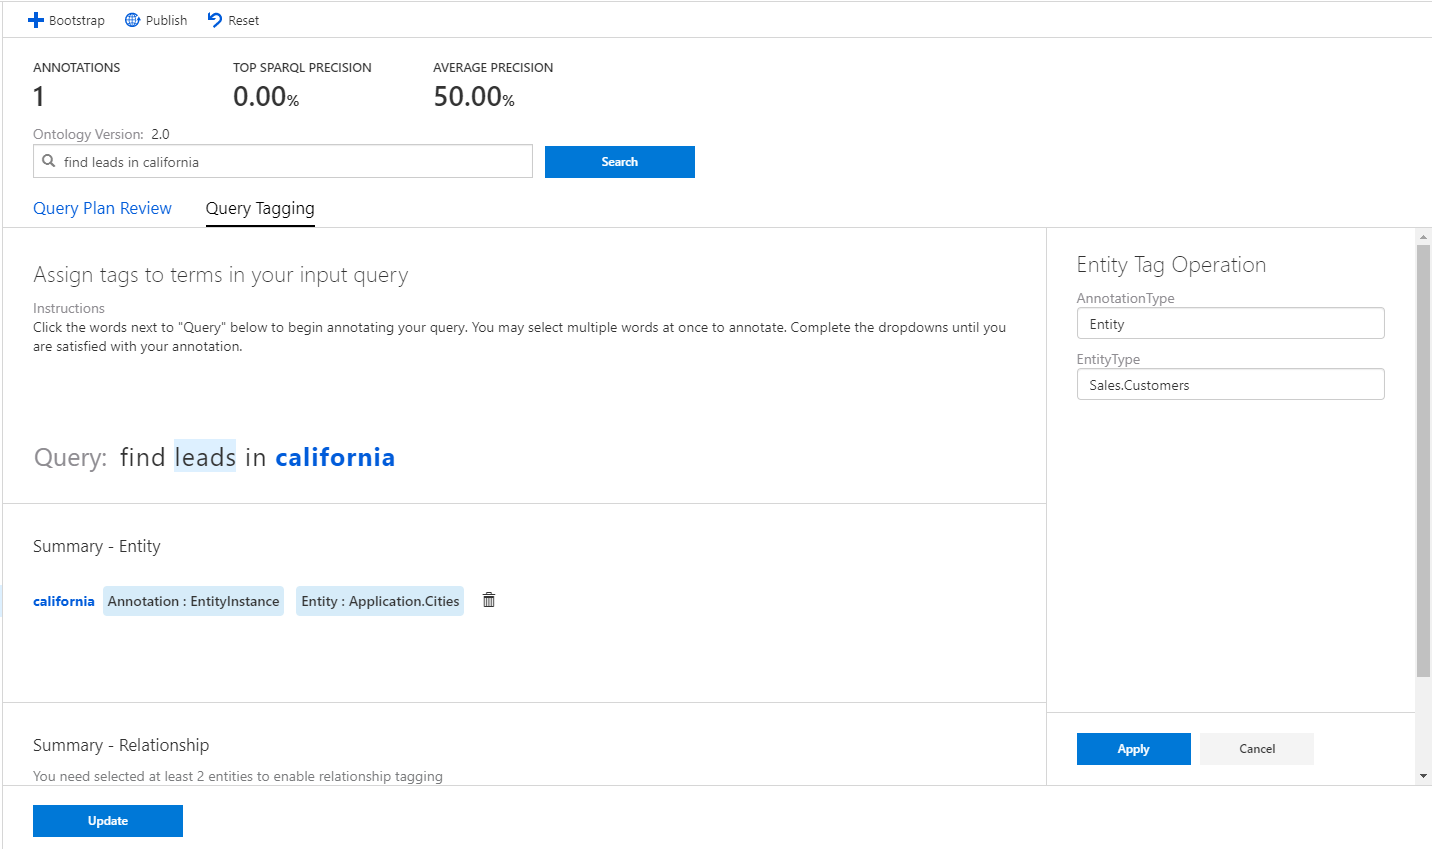 Bootstrap Publish Reset
ANNOTATIONS TOP SPARQL PRECISION AVERAGE PRECISION
1 0.00% 50.00%
Ontology Version: 2.0
find leads in california Search
Query Plan Review Query Tagging
Assign tags to terms in your input query
Instructions
Click the words next to "Query" below to begin annotating your query. You may select multiple words at once to annotate. Complete the dropdowns until you
are satisfied with your annotation.
Query: find leads in california
Summary - Entity
california Annotation : EntityInstance Entity : Application.Cities
Summary - Relationship
You need selected at least 2 entities to enable relationship tagging
Entity Tag Operation
AnnotationType
Entity
EntityType
Sales.Customers
Apply Cancel
Update